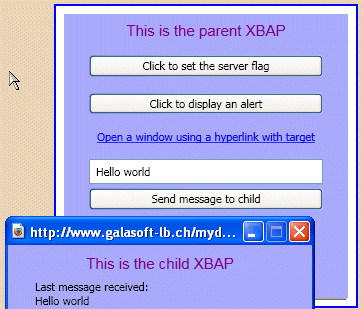 This is the parent XBAP
Click to set the server flag
Click to display an alert
Open a window using a hyperlink with target
Hello world
Send message to child
http://www.galasoft-lb.ch/myd...
This is the child XBAP
Last message received:
Hello world